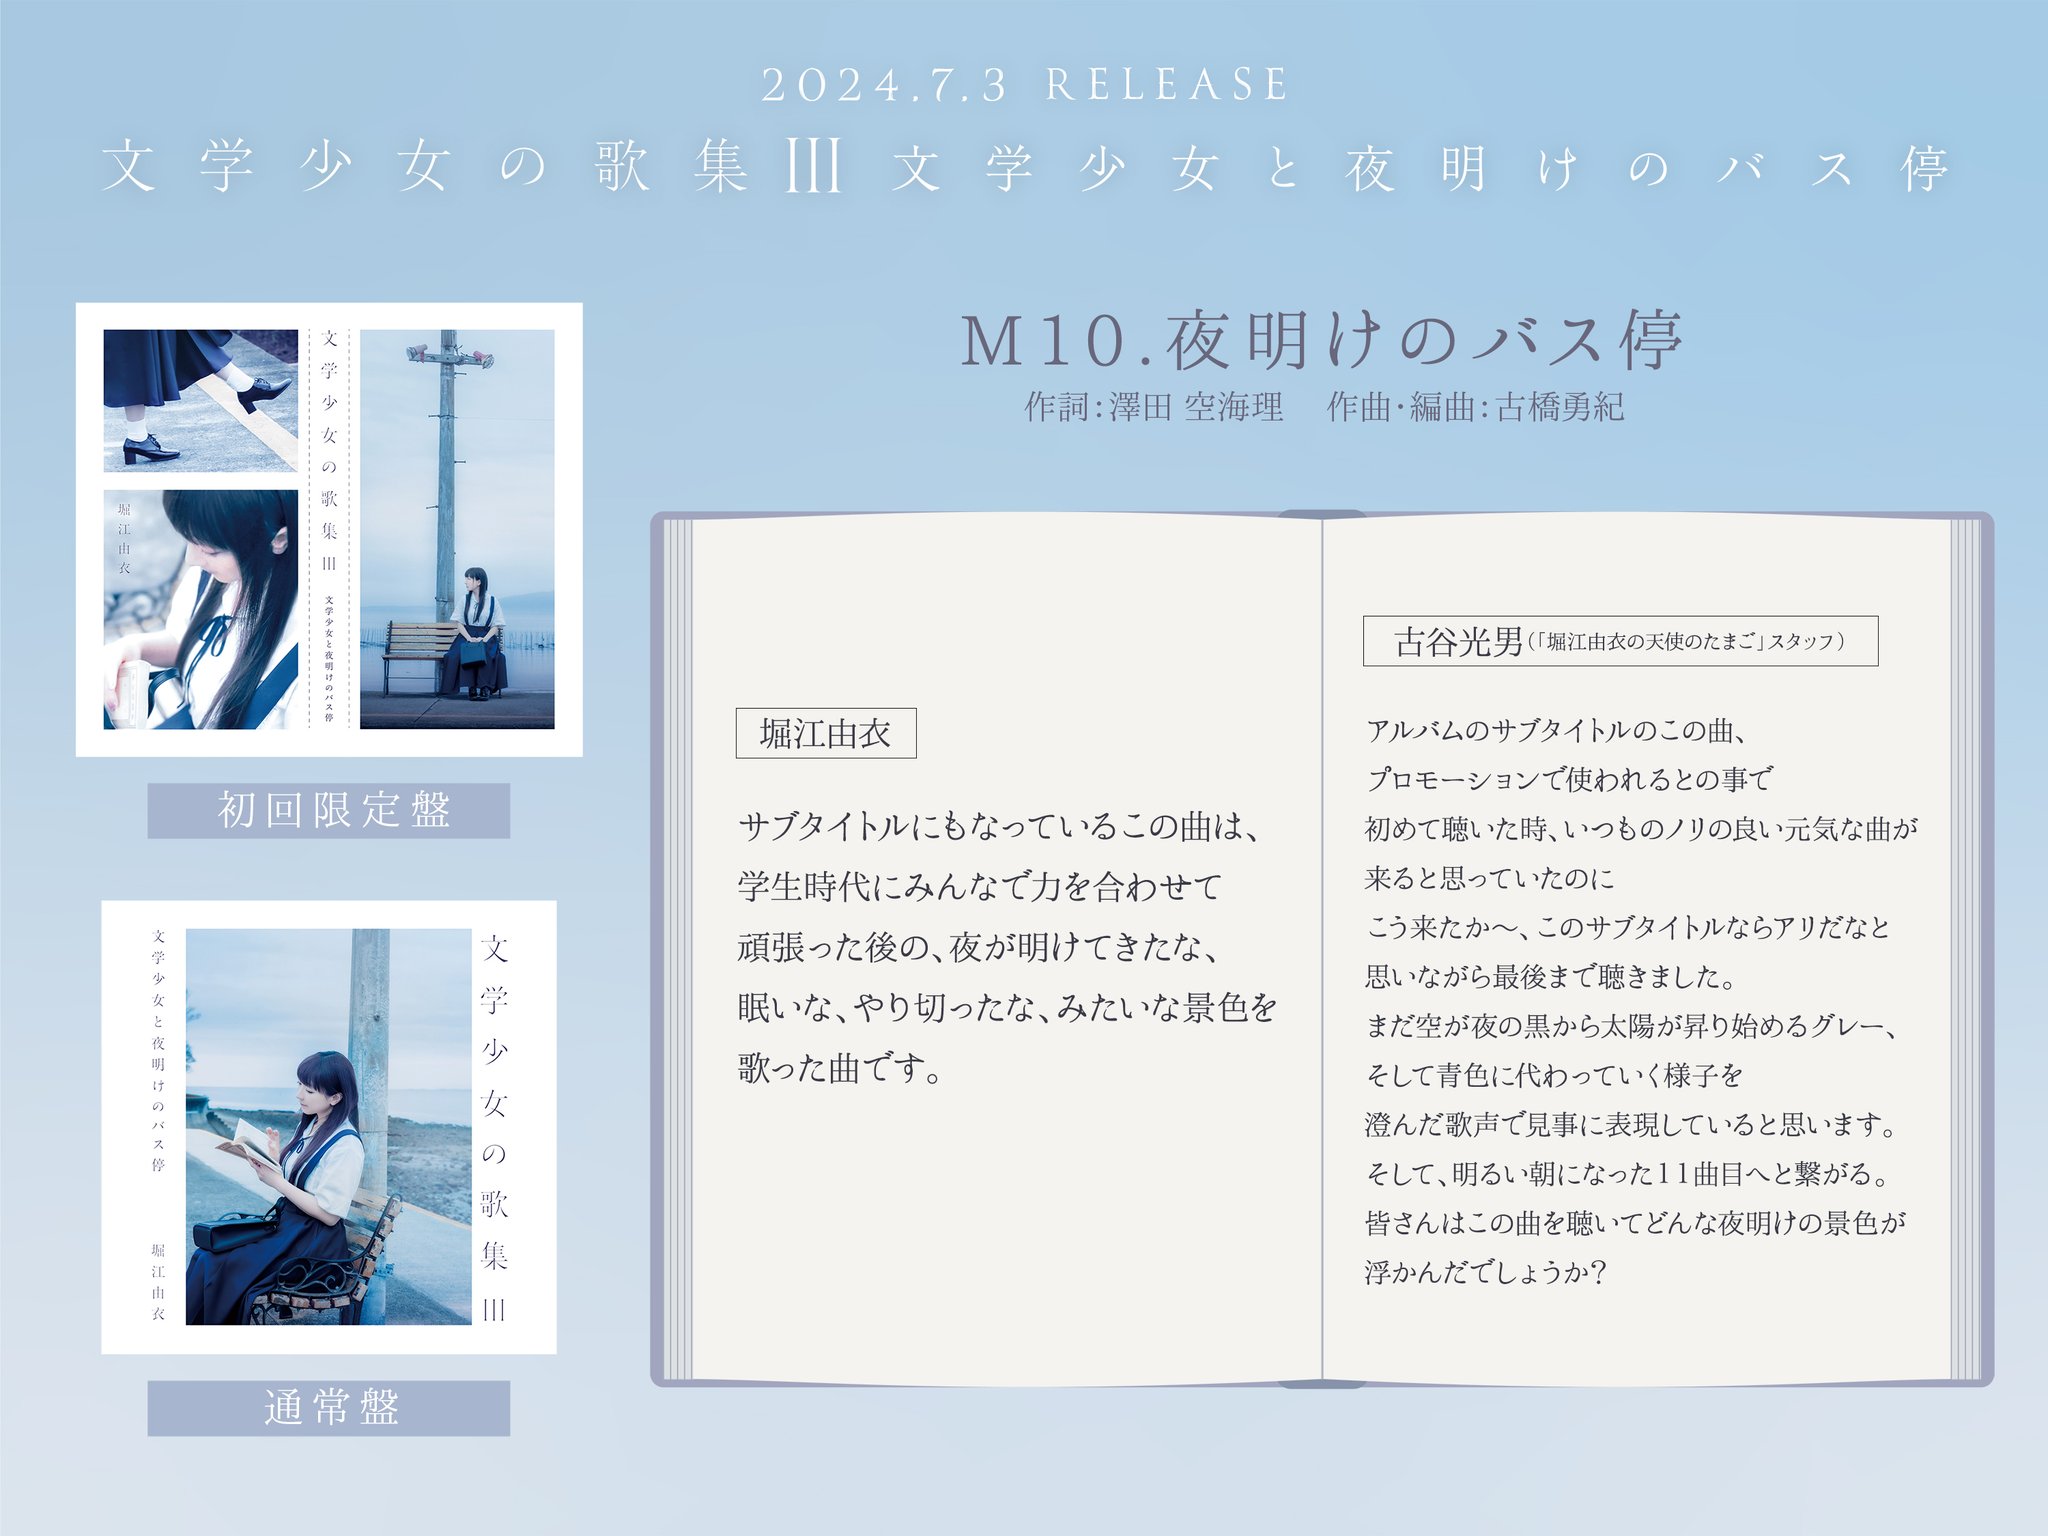 2024.7.3 RELEASE
文学少女の歌集Ⅲ 文学少女と夜明けのバス停
文学少女の歌集Ⅲ 文学少女と夜明けのバス停
堀江由衣
初回限定盤
文学少女の歌集Ⅲ
文学少女と夜明けのバス停
堀江由衣
通常盤
M10.夜明けのバス停
作詞:澤田 空海理 作曲・編曲:古橋勇紀
堀江由衣
サブタイトルにもなっているこの曲は、
学生時代にみんなで力を合わせて
頑張った後の、夜が明けてきたな、
眠いな、やり切ったな、みたいな景色を
歌った曲です。
古谷光男(「堀江由衣の天使のたまご」スタッフ)
アルバムのサブタイトルのこの曲、
プロモーションで使われるとの事で
初めて聴いた時、いつものノリの良い元気な曲が
来ると思っていたのに
こう来たか〜、このサブタイトルならアリだなと
思いながら最後まで聴きました。
まだ空が夜の黒から太陽が昇り始めるグレー、
そして青色に代わっていく様子を
澄んだ歌声で見事に表現していると思います。
そして、明るい朝になった11曲目へと繋がる。
皆さんはこの曲を聴いてどんな夜明けの景色が
浮かんだでしょうか?